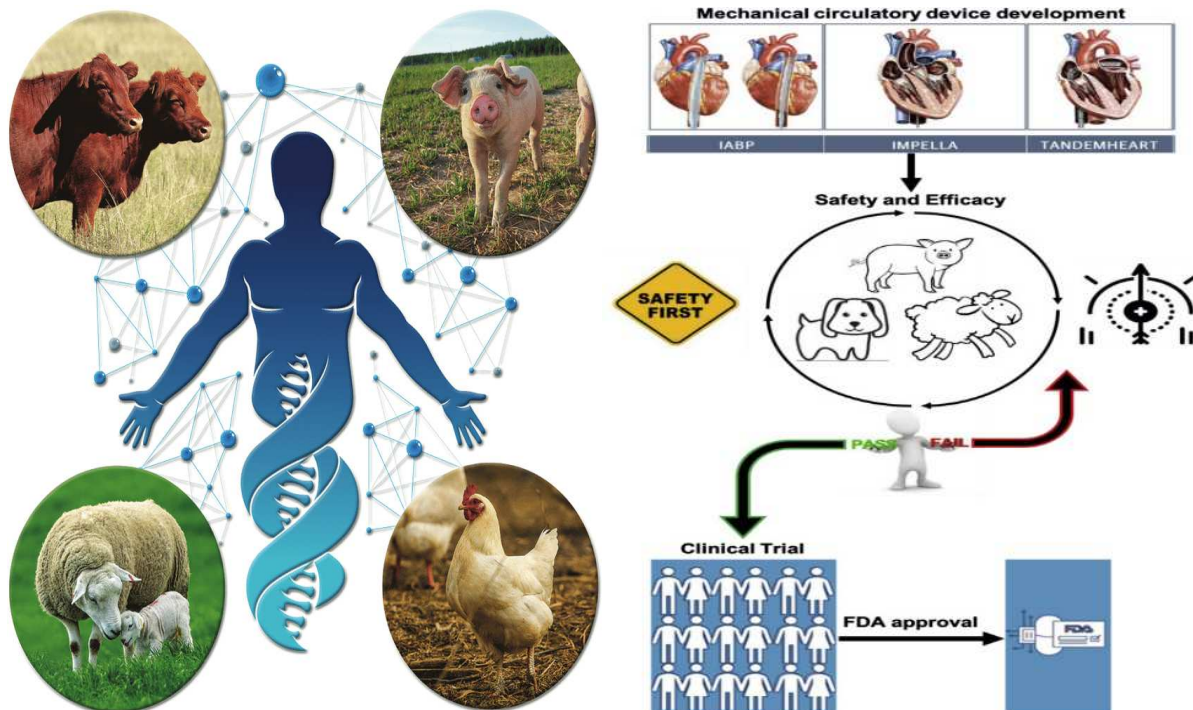 Mechanical circulatory device development
IABP
IMPELLA
TANDEMHEART
Safety and Efficacy
SAFETY
FIRST
PASS
FAIL
Clinical Trial
FDA approval
FDA